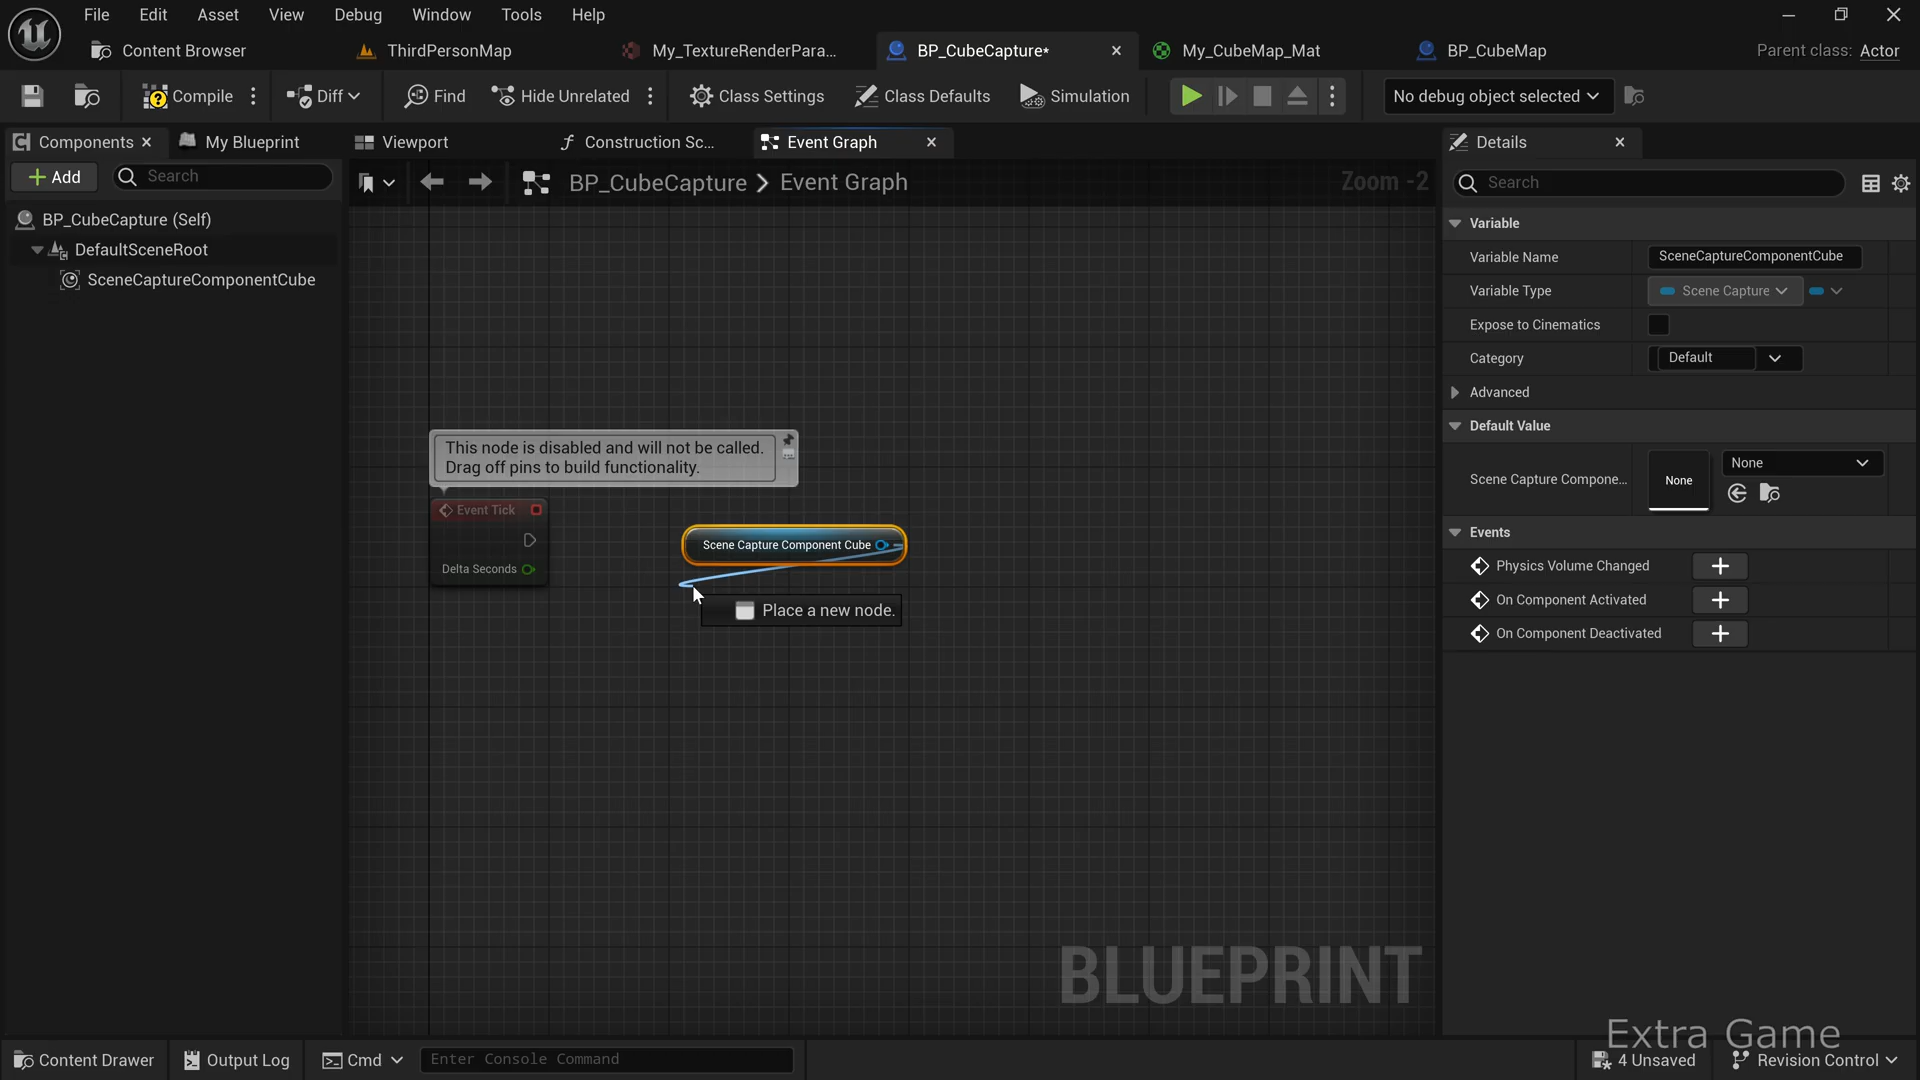 File Edit Asset View Debug Window Tools Help
Content Browser ThirdPersonMap My_TextureRenderPara... BP_CubeCapture* My_CubeMap_Mat BP_CubeMap Parent class: Actor
Compile Diff Find Hide Unrelated Class Settings Class Defaults Simulation No debug object selected
Components My Blueprint Viewport Construction Sc... Event Graph Details
Add Search BP_CubeCapture Event Graph Zoom -2 Search
BP_CubeCapture (Self)
DefaultSceneRoot
SceneCaptureComponentCube
This node is disabled and will not be called.
Drag off pins to build functionality.
Event Tick
Delta Seconds
Scene Capture Component Cube
Place a new node.
BLUEPRINT
Variable
Variable Name SceneCaptureComponentCube
Variable Type Scene Capture
Expose to Cinematics
Category Default
Advanced
Default Value
Scene Capture Compone... None None
Events
Physics Volume Changed
On Component Activated
On Component Deactivated
Extra Game
Content Drawer Output Log Cmd Enter Console Command 4 Unsaved Revision Control